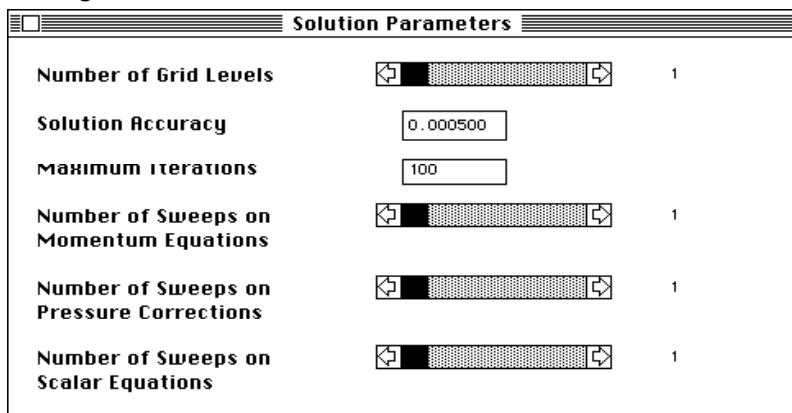 Solution Parameters
Number of Grid Levels 1
Solution Accuracy 0.000500
Maximum Iterations 100
Number of Sweeps on 1
Momentum Equations
Number of Sweeps on 1
Pressure Corrections
Number of Sweeps on 1
Scalar Equations